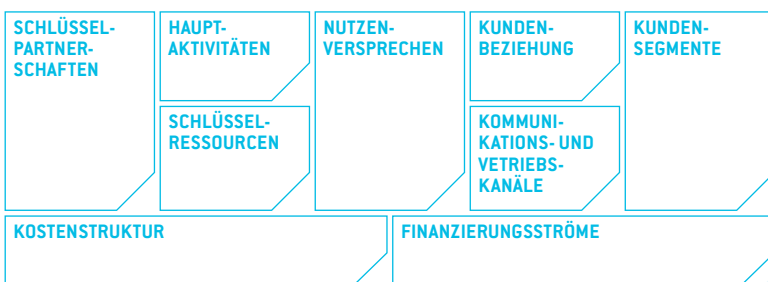 SCHLÜSSEL-
PARTNER-
SCHAFTEN
HAUPT-
AKTIVITÄTEN
SCHLÜSSEL-
RESSOURCEN
NUTZEN-
VERSPRECHEN
KUNDEN-
BEZIEHUNG
KOMMUNI-
KATIONS- UND
VETRIEBS-
KANÄLE
KUNDEN-
SEGMENTE
KOSTENSTRUKTUR
FINANZIERUNGSSTRÖME